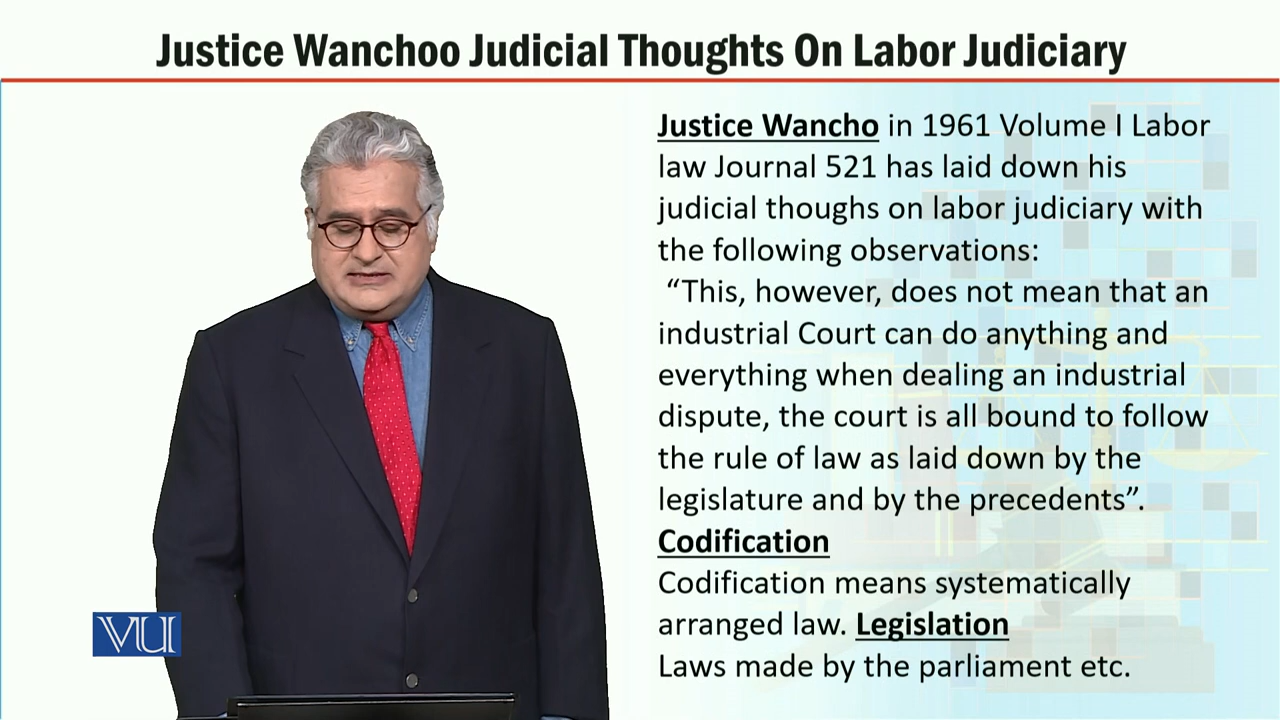 Justice Wanchoo Judicial Thoughts On Labor Judiciary
Justice Wancho in 1961 Volume I Labor
law Journal 521 has laid down his
judicial thoughs on labor judiciary with
the following observations:
“This, however, does not mean that an
industrial Court can do anything and
everything when dealing an industrial
dispute, the court is all bound to follow
the rule of law as laid down by the
legislature and by the precedents”.
Codification
Codification means systematically
arranged law. Legislation
Laws made by the parliament etc.
VU